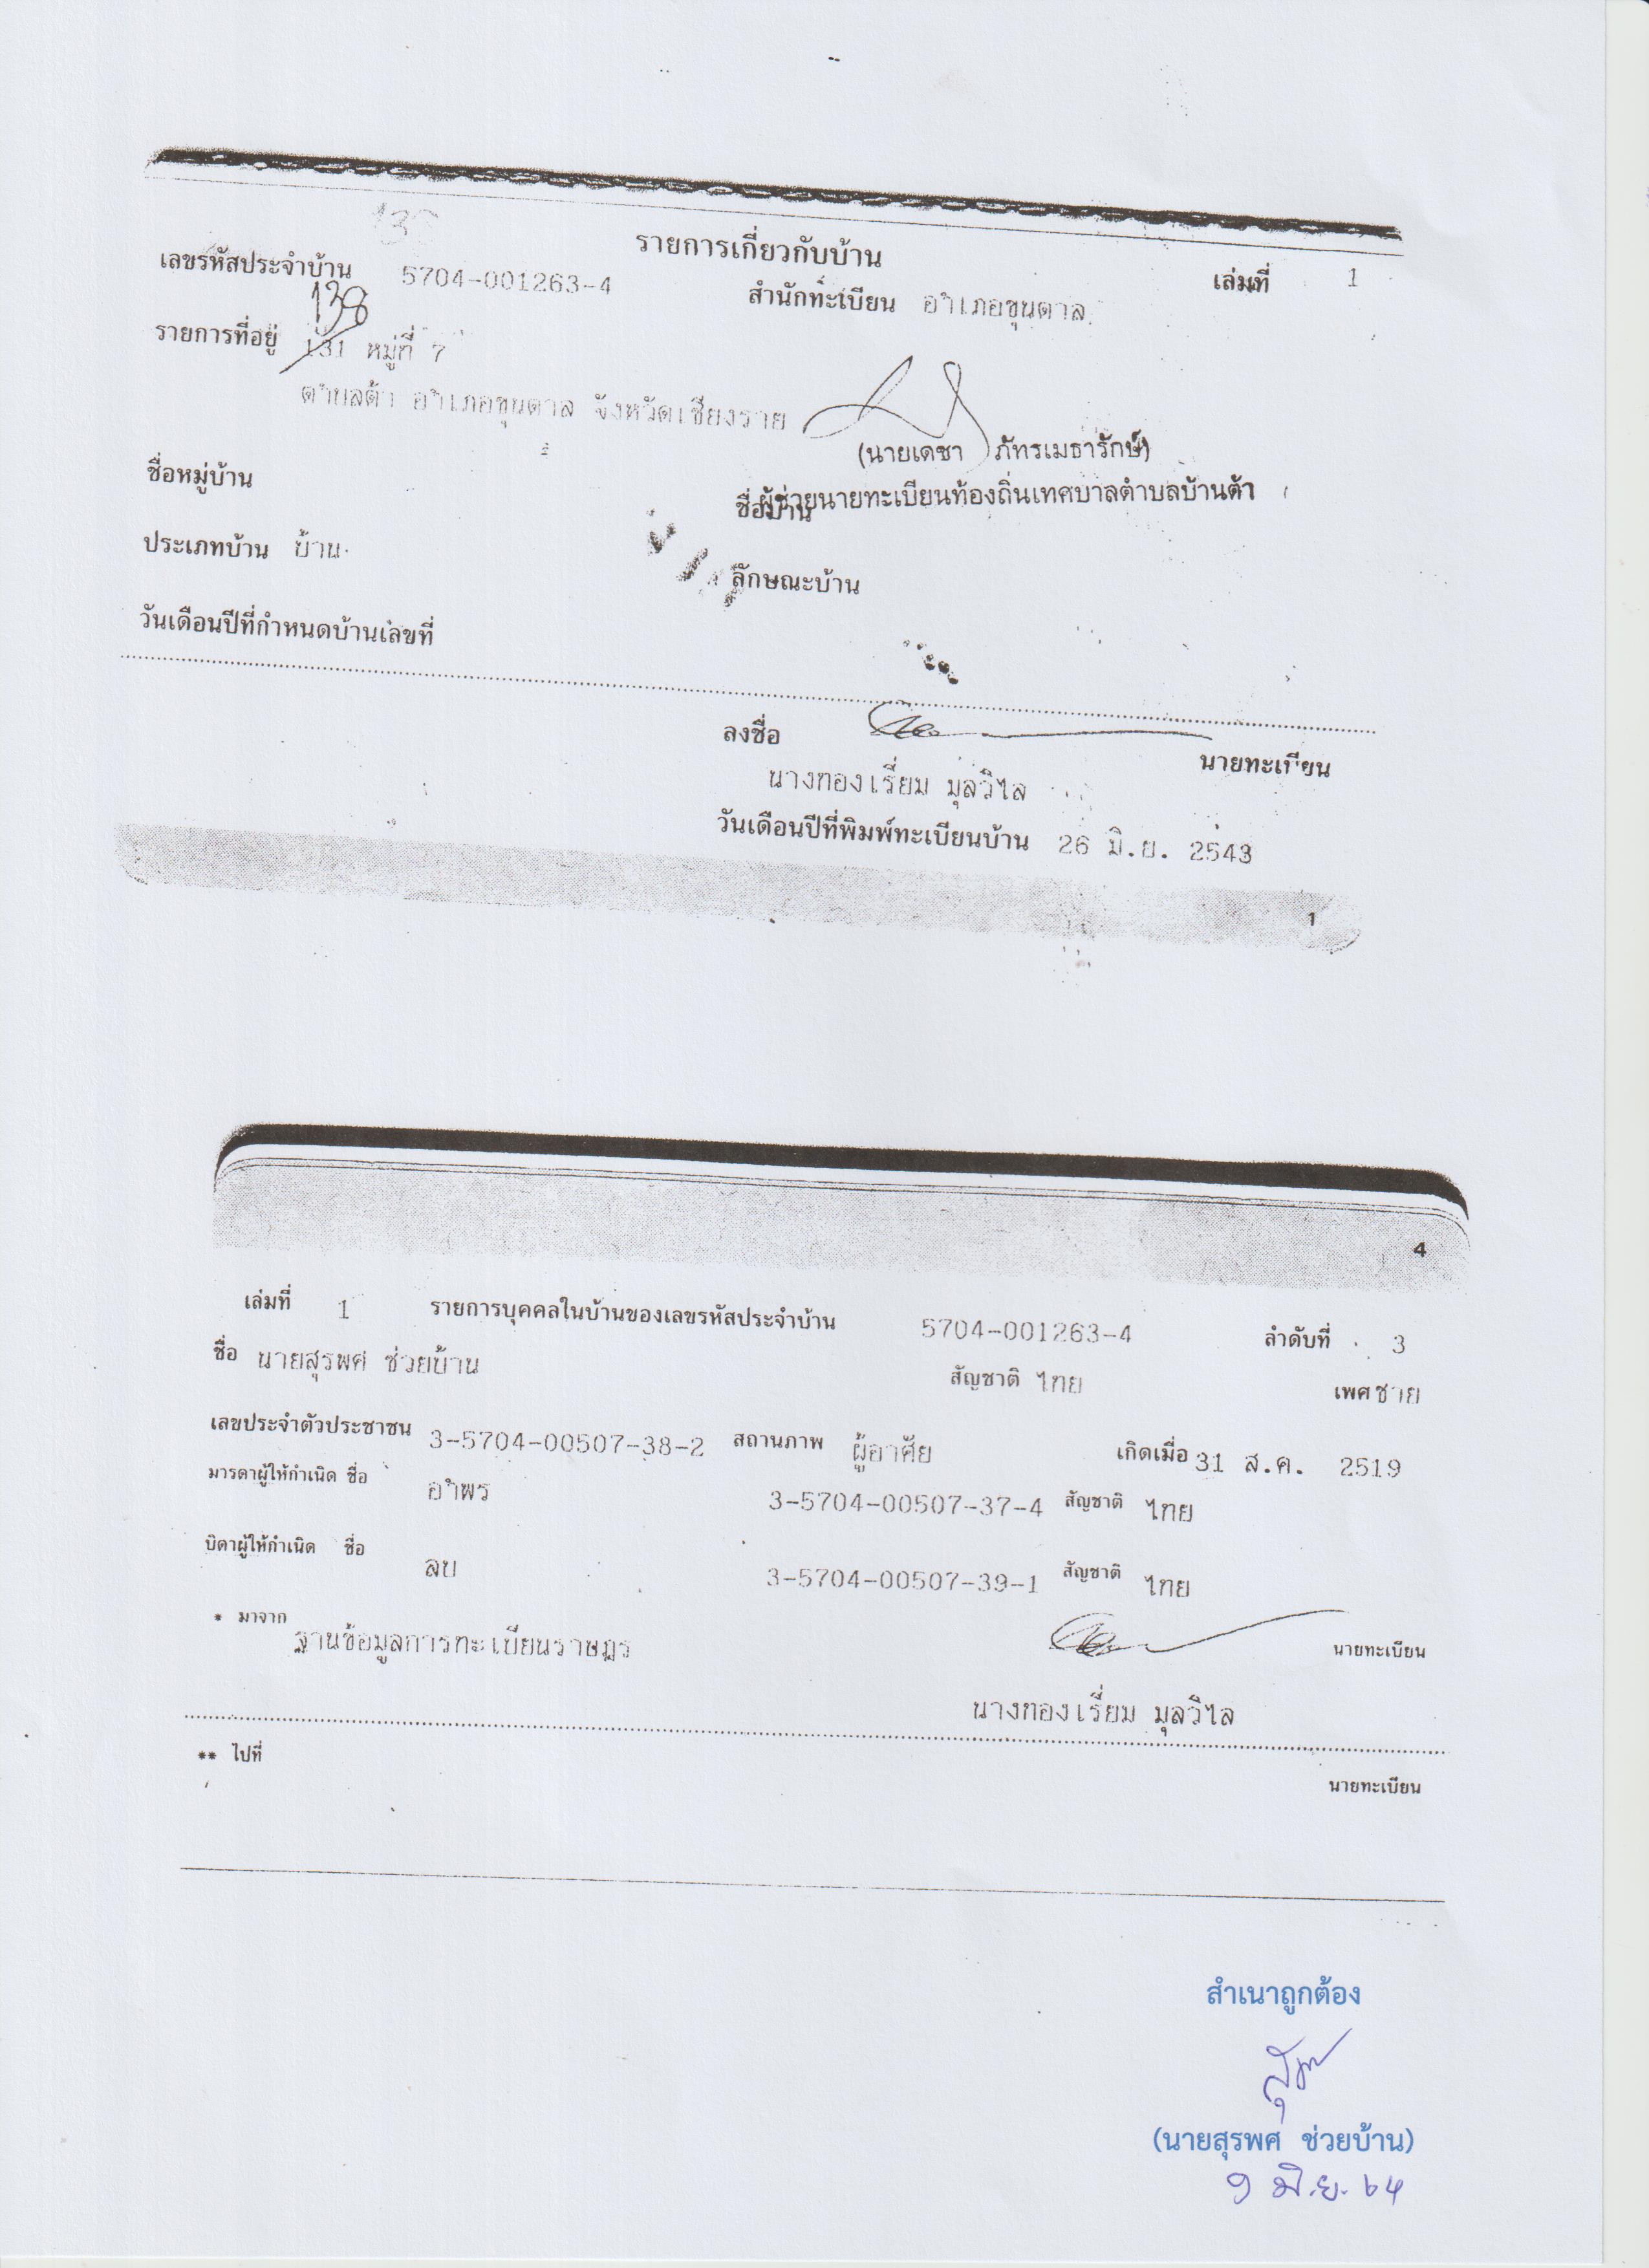 รายการเกี่ยวกับบ้าน
เล่มที่ 1
เลขรหัสประจำบ้าน 5704-001263-4 สำนักทะเบียน อำเภอขุนตาล
138
รายการที่อยู่ 131 หมู่ที่ 7
ตำบลต้า อำเภอขุนตาล จังหวัดเชียงราย
(นายเดชา ภัทรเมธารักษ์)
ผู้ช่วยนายทะเบียนท้องถิ่นเทศบาลตำบลบ้านต้า
ชื่อหมู่บ้าน ชื่อบ้าน
ประเภทบ้าน บ้าน ลักษณะบ้าน
วันเดือนปีที่กำหนดบ้านเลขที่
ลงชื่อ นายทะเบียน
นางทองเรี่ยม มุลวิไล
วันเดือนปีที่พิมพ์ทะเบียนบ้าน 26 มิ.ย. 2543
1
4
เล่มที่ 1 รายการบุคคลในบ้านของเลขรหัสประจำบ้าน 5704-001263-4 ลำดับที่ 3
ชื่อ นายสุรพศ ช่วยบ้าน สัญชาติ ไทย เพศ ชาย
เลขประจำตัวประชาชน 3-5704-00507-38-2 สถานภาพ ผู้อาศัย เกิดเมื่อ 31 ส.ค. 2519
มารดาผู้ให้กำเนิด ชื่อ อำพร 3-5704-00507-37-4 สัญชาติ ไทย
บิดาผู้ให้กำเนิด ชื่อ ลบ 3-5704-00507-39-1 สัญชาติ ไทย
* มาจาก ฐานข้อมูลการทะเบียนราษฎร นายทะเบียน
นางทองเรี่ยม มุลวิไล
** ไปที่
นายทะเบียน
สำเนาถูกต้อง
(นายสุรพศ ช่วยบ้าน)
๑ มิ.ย. ๖๔